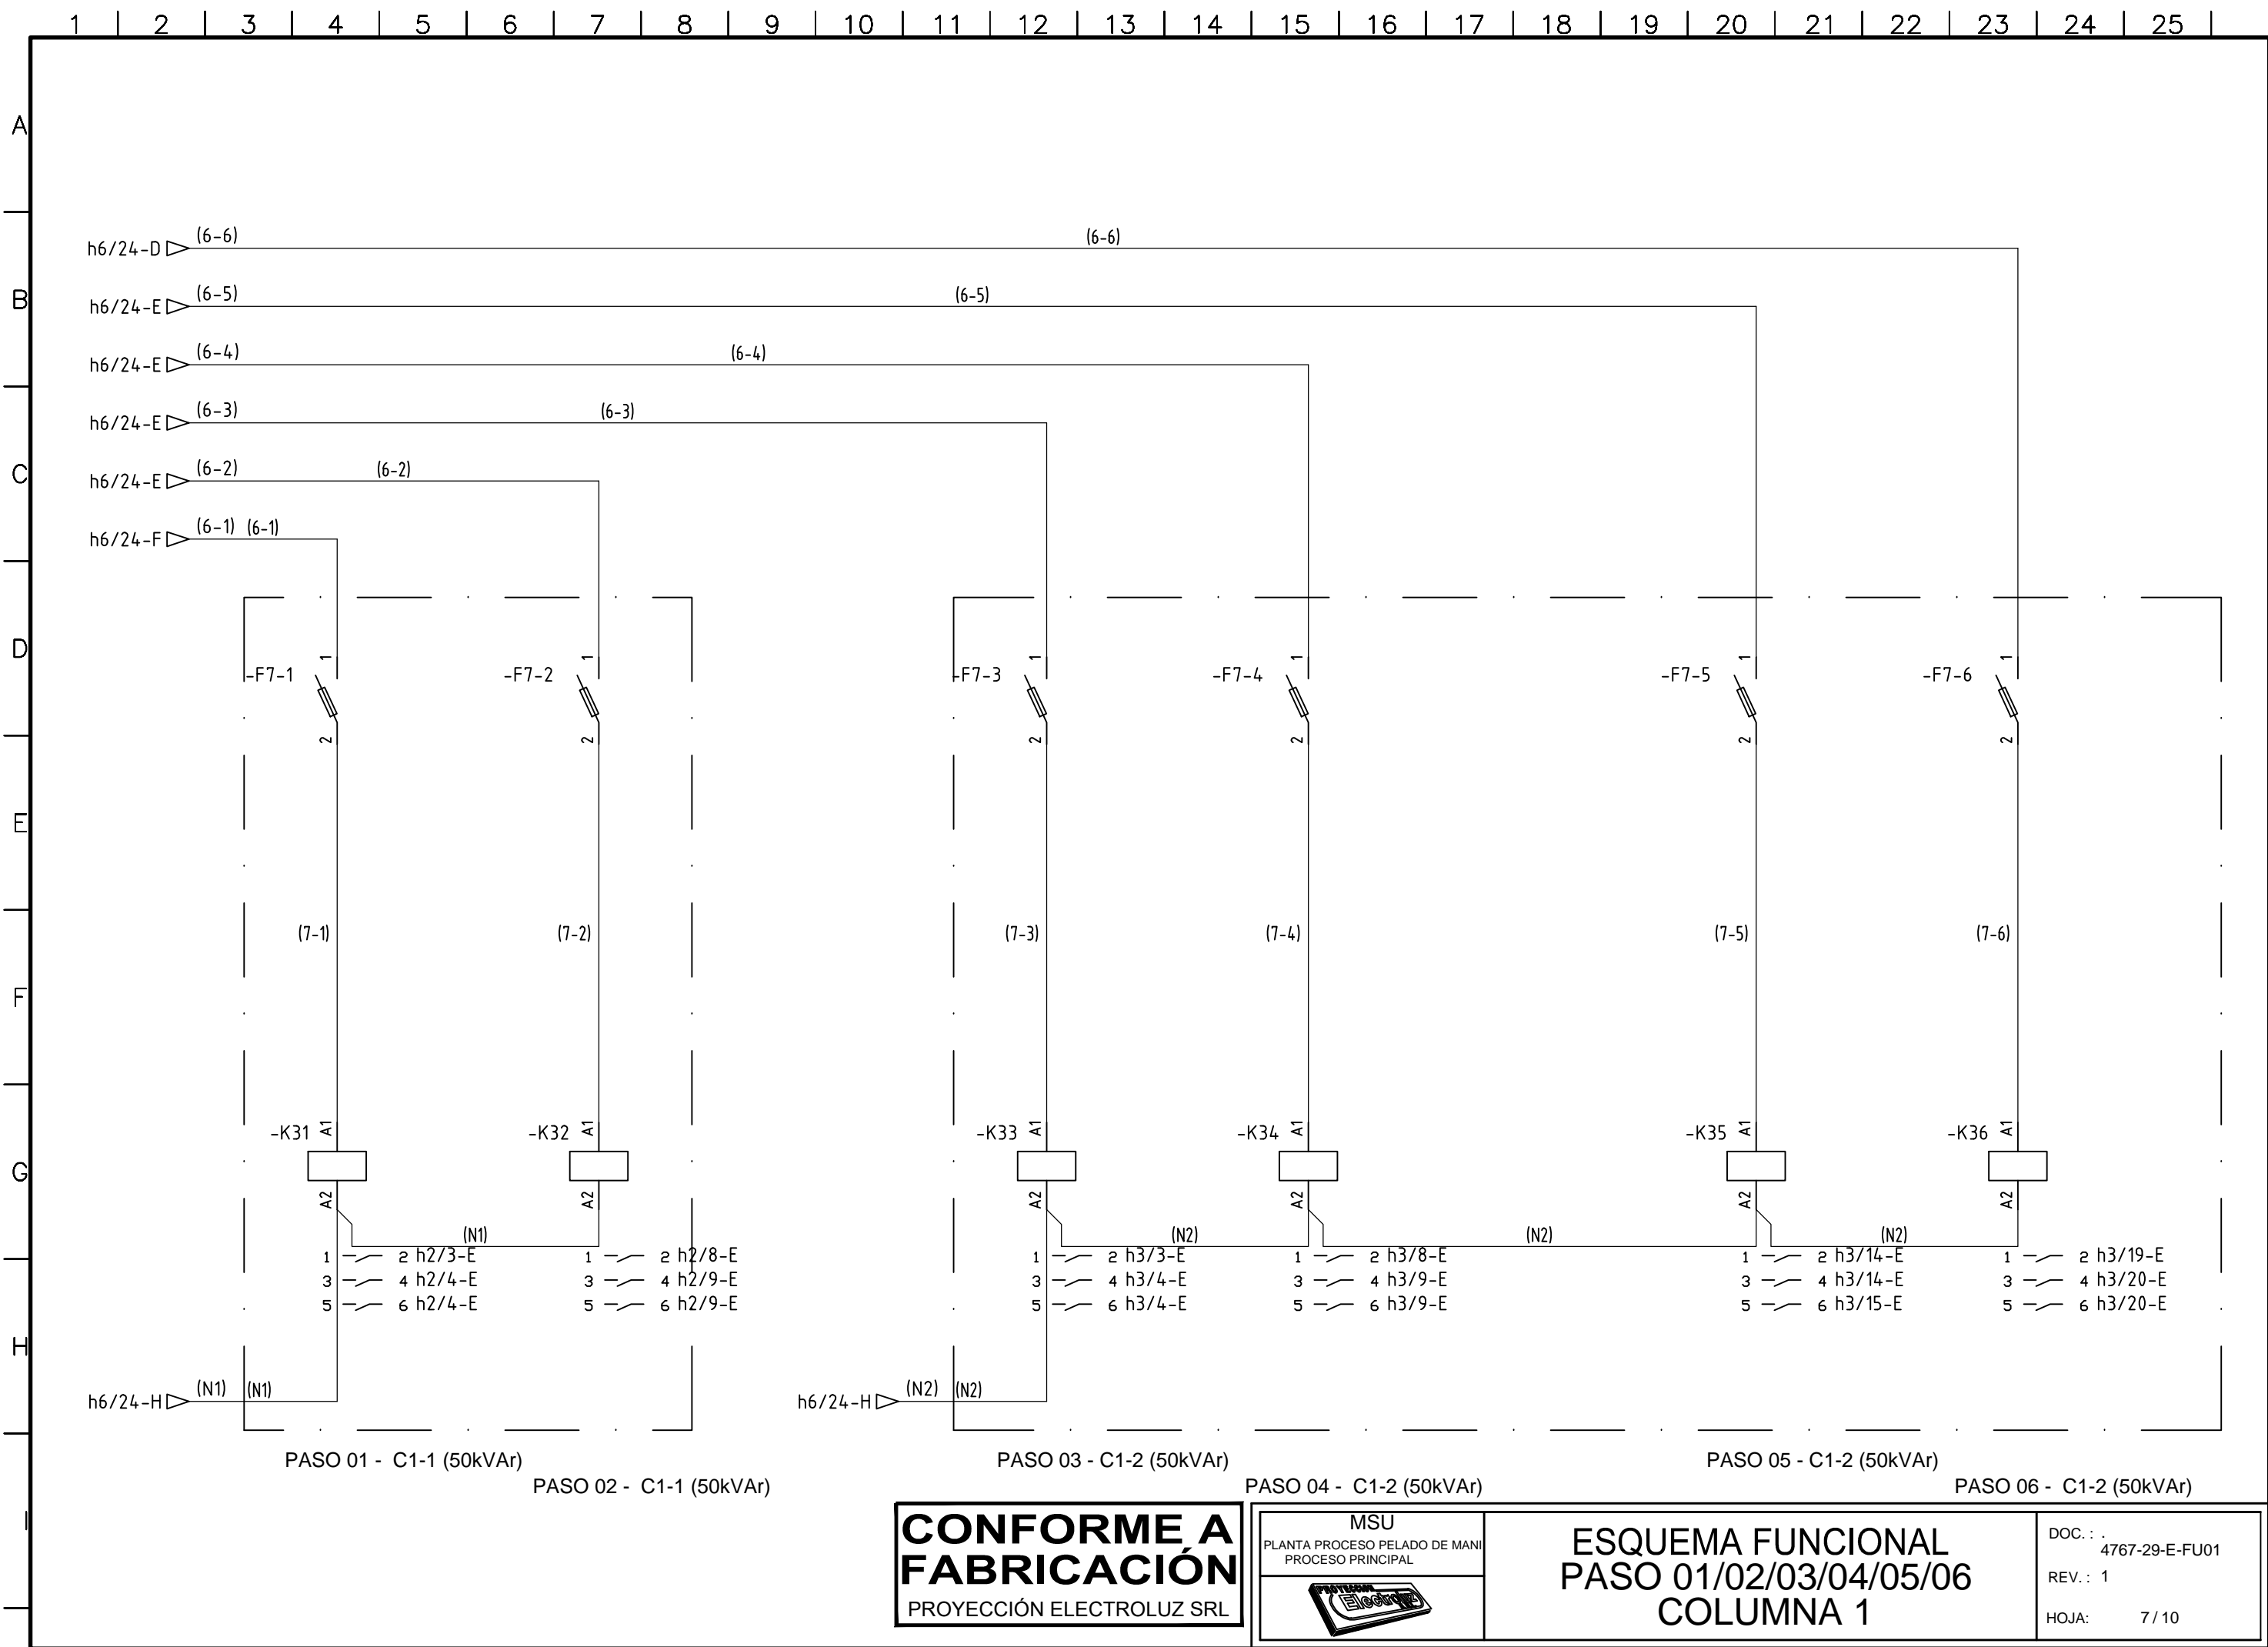 1 2 3 4 5 6 7 8 9 10 11 12 13 14 15 16 17 18 19 20 21 22 23 24 25
A
h6/24-D (6-6) (6-6)
B
h6/24-E (6-5) (6-5)
h6/24-E (6-4) (6-4)
h6/24-E (6-3) (6-3)
C
h6/24-E (6-2) (6-2)
h6/24-F (6-1) (6-1)
D
1 1 1 1 1 1
-F7-1 -F7-2 -F7-3 -F7-4 -F7-5 -F7-6
2 2 2 2 2 2
E
(7-1) (7-2) (7-3) (7-4) (7-5) (7-6)
F
-K31 A1 -K32 A1 -K33 A1 -K34 A1 -K35 A1 -K36 A1
G
A2 A2 A2 A2 A2 A2
(N1) (N2) (N2) (N2)
1 2 h2/3-E 1 2 h2/8-E 1 2 h3/3-E 1 2 h3/8-E 1 2 h3/14-E 1 2 h3/19-E
3 4 h2/4-E 3 4 h2/9-E 3 4 h3/4-E 3 4 h3/9-E 3 4 h3/14-E 3 4 h3/20-E
5 6 h2/4-E 5 6 h2/9-E 5 6 h3/4-E 5 6 h3/9-E 5 6 h3/15-E 5 6 h3/20-E
H
h6/24-H (N1) (N1) h6/24-H (N2) (N2)
PASO 01 - C1-1 (50kVAr) PASO 03 - C1-2 (50kVAr) PASO 05 - C1-2 (50kVAr)
PASO 02 - C1-1 (50kVAr) PASO 04 - C1-2 (50kVAr) PASO 06 - C1-2 (50kVAr)
I
CONFORME A
FABRICACIÓN
PROYECCIÓN ELECTROLUZ SRL
MSU
PLANTA PROCESO PELADO DE MANI
PROCESO PRINCIPAL
PROYECCION
Electroluz
ESQUEMA FUNCIONAL
PASO 01/02/03/04/05/06
COLUMNA 1
DOC. : .
4767-29-E-FU01
REV. : 1
HOJA: 7 / 10